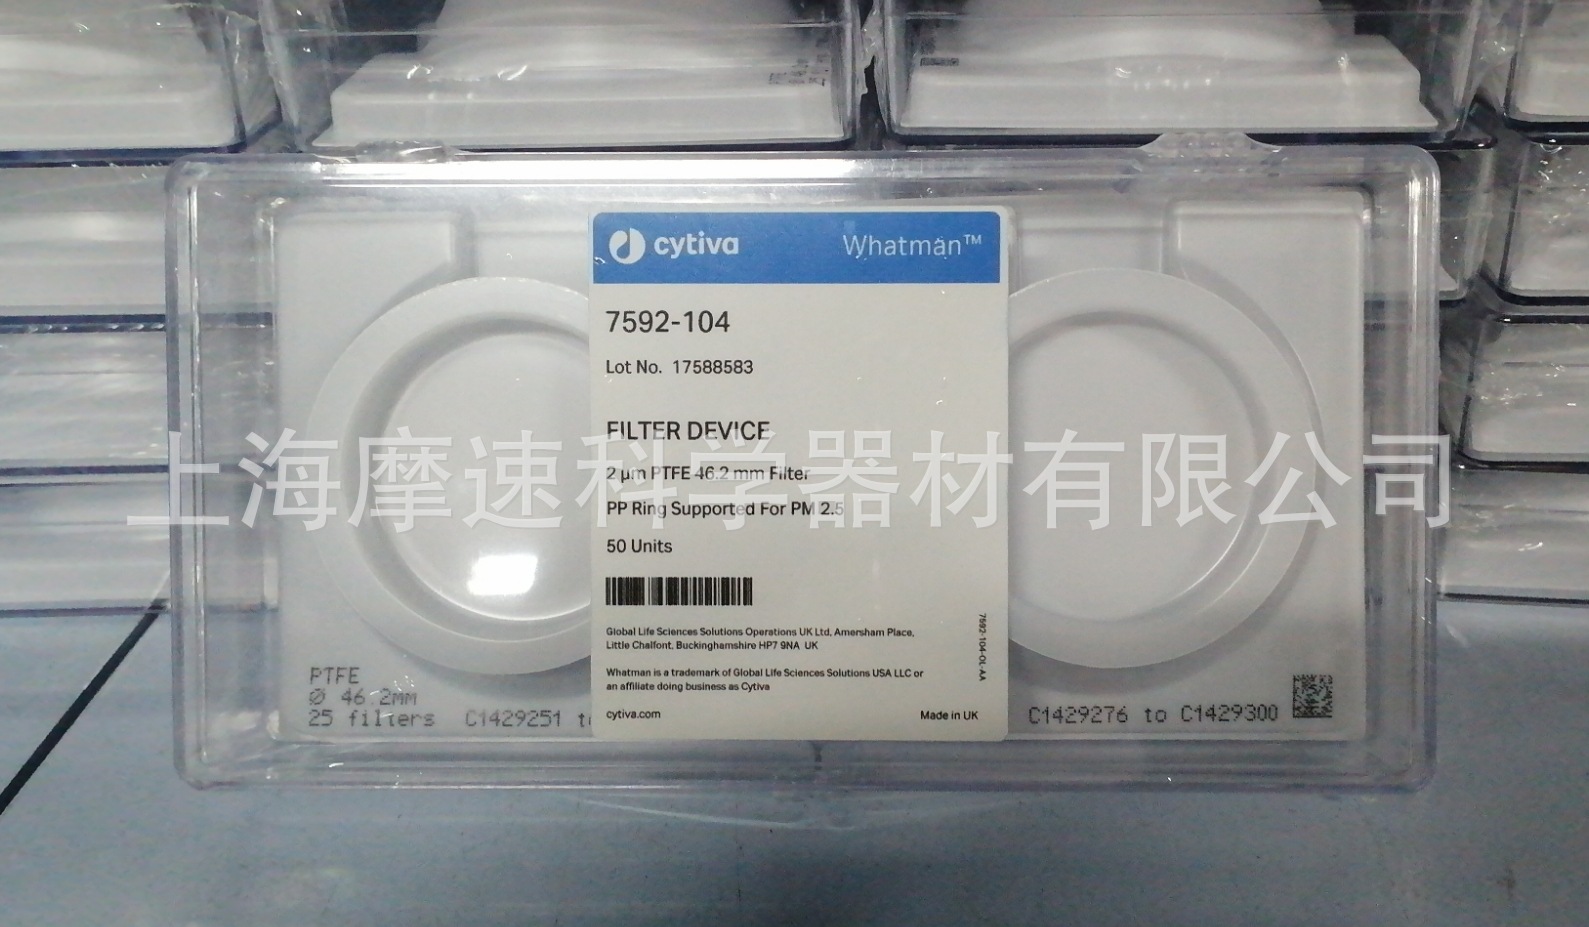 cytiva Whatman™
7592-104
Lot No. 17588583
FILTER DEVICE
2 µm PTFE 46.2 mm Filter
PP Ring Supported For PM 2.5
50 Units
Global Life Sciences Solutions Operations UK Ltd, Amersham Place,
Little Chalfont, Buckinghamshire HP7 9NA UK
Whatman is a trademark of Global Life Sciences Solutions USA LLC or
an affiliate doing business as Cytiva
cytiva.com Made in UK
7592-104-OL-AA
PTFE
Ø 46.2mm
25 filters C1429251
C1429276 to C1429300
上海摩速科学器材有限公司